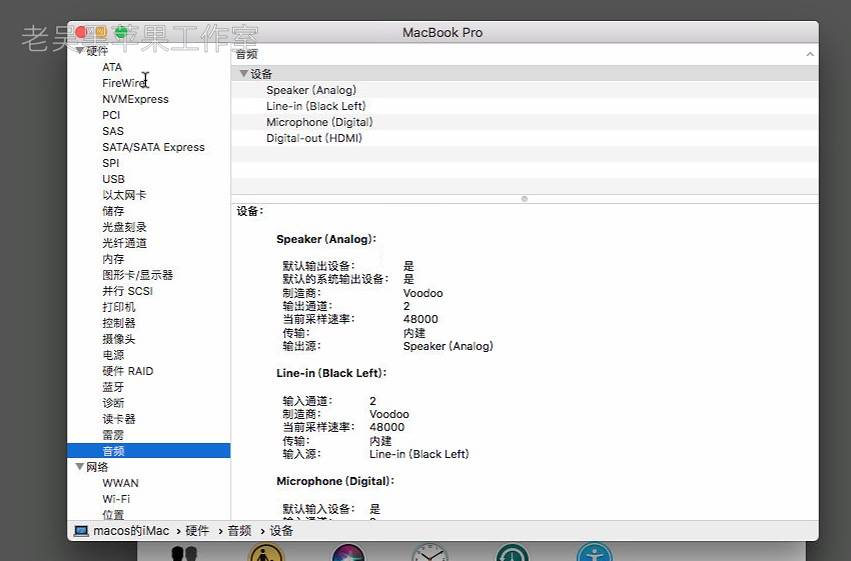 老吴黑苹果工作室
MacBook Pro
硬件
ATA
FireWire
NVMExpress
PCI
SAS
SATA/SATA Express
SPI
USB
以太网卡
储存
光盘刻录
光纤通道
内存
图形卡/显示器
并行 SCSI
打印机
控制器
摄像头
电源
硬件 RAID
蓝牙
诊断
读卡器
雷雳
音频
网络
WWAN
Wi-Fi
位置
音频
设备
Speaker (Analog)
Line-in (Black Left)
Microphone (Digital)
Digital-out (HDMI)
设备：
Speaker (Analog)：
默认输出设备： 是
默认的系统输出设备： 是
制造商： Voodoo
输出通道： 2
当前采样速率： 48000
传输： 内建
输出源： Speaker (Analog)
Line-in (Black Left)：
输入通道： 2
制造商： Voodoo
当前采样速率： 48000
传输： 内建
输入源： Line-in (Black Left)
Microphone (Digital)：
默认输入设备： 是
macos的iMac › 硬件 › 音频 › 设备